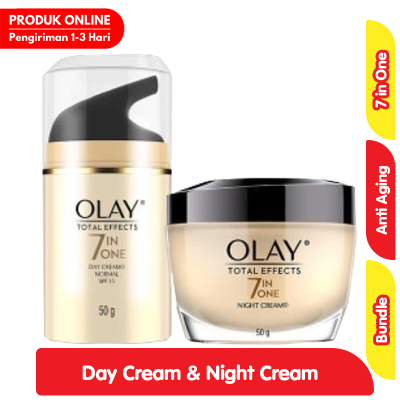 PRODUK ONLINE
Pengiriman 1-3 Hari
7 in One
Anti Aging
Bundle
OLAY®
TOTAL EFFECTS
7 IN ONE
DAY CREAM®
NORMAL
SPF 15
50 g
OLAY®
TOTAL EFFECTS
7 IN ONE
NIGHT CREAM®
50 g
Day Cream & Night Cream